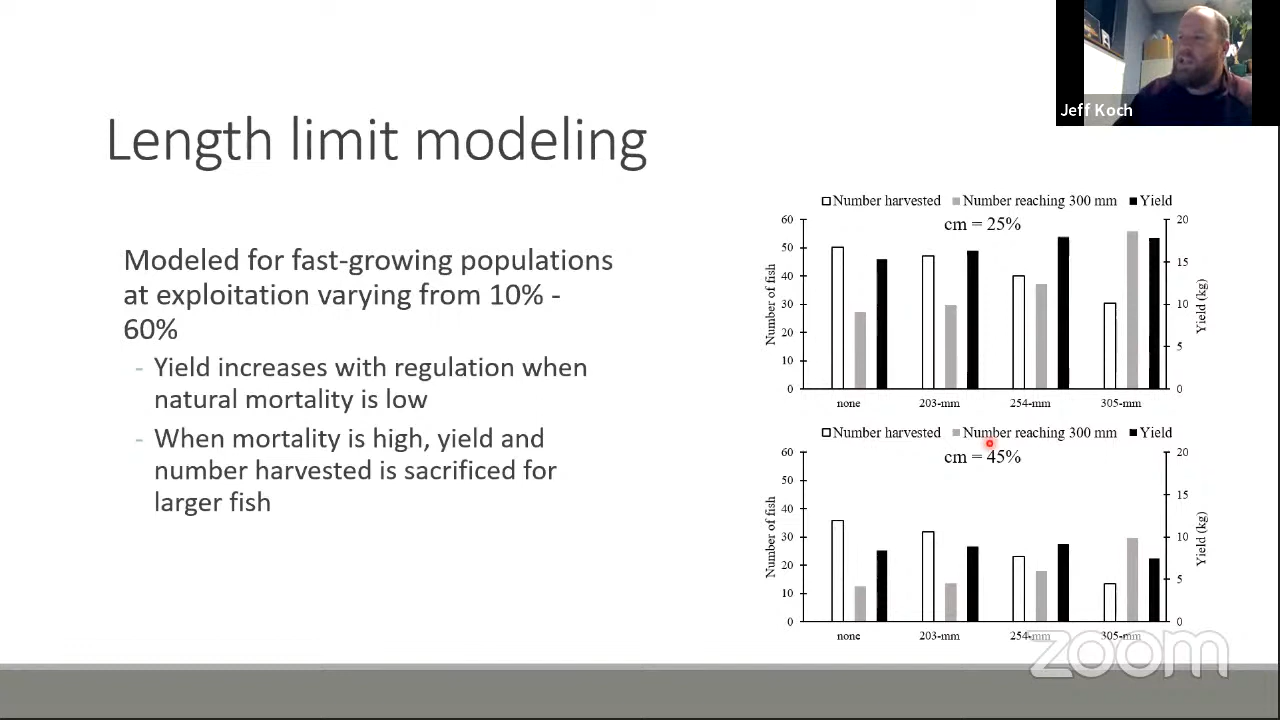 Jeff Koch
Length limit modeling
Modeled for fast-growing populations
at exploitation varying from 10% -
60%
- Yield increases with regulation when
natural mortality is low
- When mortality is high, yield and
number harvested is sacrificed for
larger fish
Number harvested Number reaching 300 mm Yield
cm = 25%
60
50
40
30
20
10
0
Number of fish
20
15
10
5
0
Yield (kg)
none 203-mm 254-mm 305-mm
Number harvested Number reaching 300 mm Yield
cm = 45%
60
50
40
30
20
10
0
Number of fish
20
15
10
5
0
Yield (kg)
none 203-mm 254-mm 305-mm
zoom